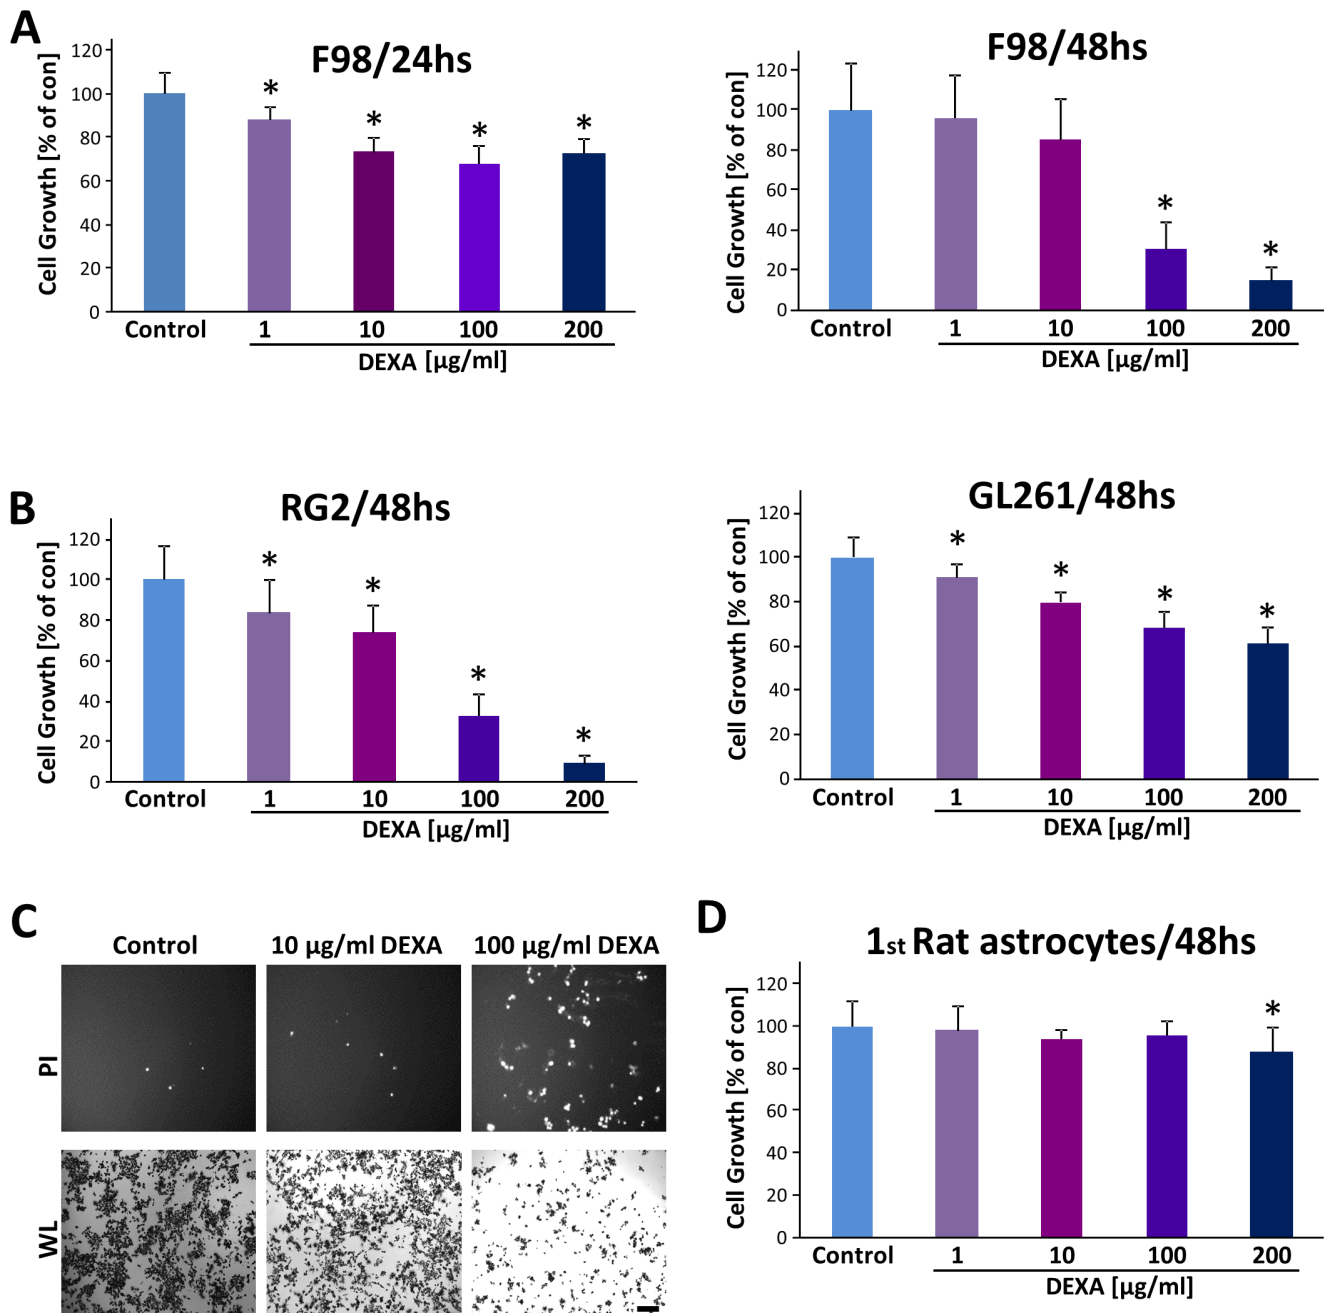 A
F98/24hs
Cell Growth [% of con]
120
100
80
60
40
20
0
*
*
*
*
Control
1
10
100
200
DEXA [µg/ml]
F98/48hs
Cell Growth [% of con]
120
100
80
60
40
20
0
*
*
Control
1
10
100
200
DEXA [µg/ml]
B
RG2/48hs
Cell Growth [% of con]
120
100
80
60
40
20
0
*
*
*
*
Control
1
10
100
200
DEXA [µg/ml]
GL261/48hs
Cell Growth [% of con]
120
100
80
60
40
20
0
*
*
*
*
Control
1
10
100
200
DEXA [µg/ml]
C
Control
10 µg/ml DEXA
100 µg/ml DEXA
PI
WL
D
1st Rat astrocytes/48hs
Cell Growth [% of con]
120
100
80
60
40
20
0
*
Control
1
10
100
200
DEXA [µg/ml]